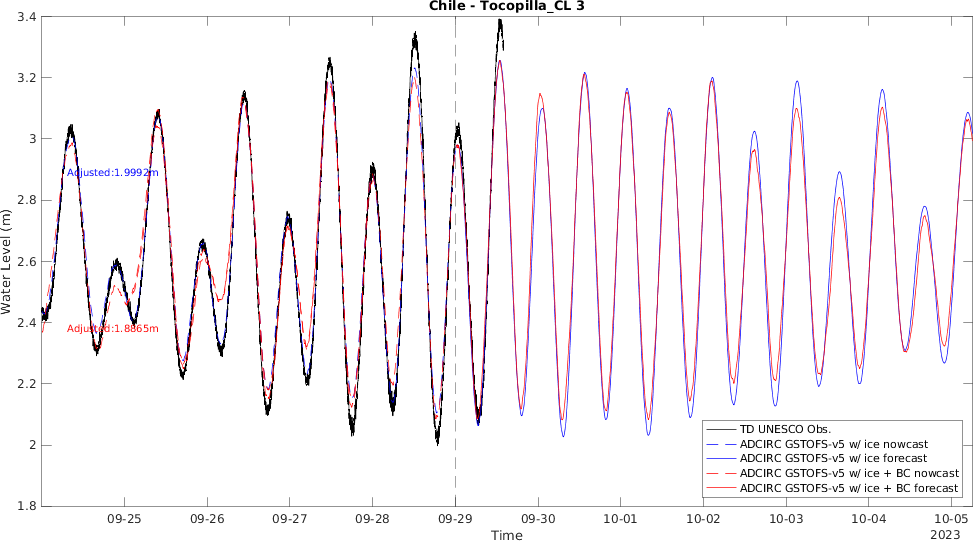 Chile - Tocopilla_CL 3
3.4
3.2
3
2.8
2.6
2.4
2.2
2
1.8
Water Level (m)
Adjusted:1.9992m
Adjusted:1.8865m
TD UNESCO Obs.
ADCIRC GSTOFS-v5 w/ ice nowcast
ADCIRC GSTOFS-v5 w/ ice forecast
ADCIRC GSTOFS-v5 w/ ice + BC nowcast
ADCIRC GSTOFS-v5 w/ ice + BC forecast
09-25 09-26 09-27 09-28 09-29 09-30 10-01 10-02 10-03 10-04 10-05
2023
Time